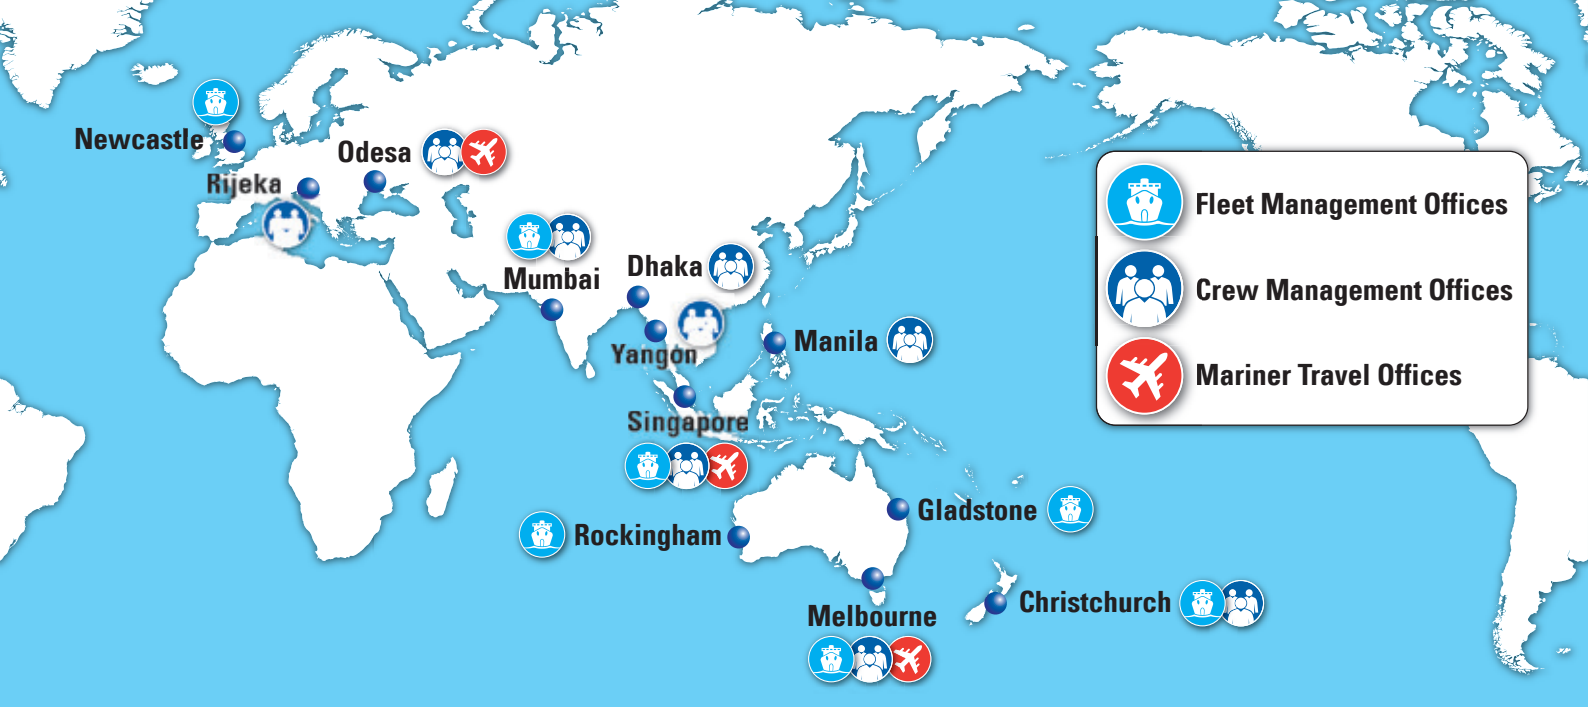 Newcastle
Odesa
Rijeka
Mumbai
Dhaka
Yangon
Manila
Singapore
Rockingham
Gladstone
Melbourne
Christchurch
Fleet Management Offices
Crew Management Offices
Mariner Travel Offices